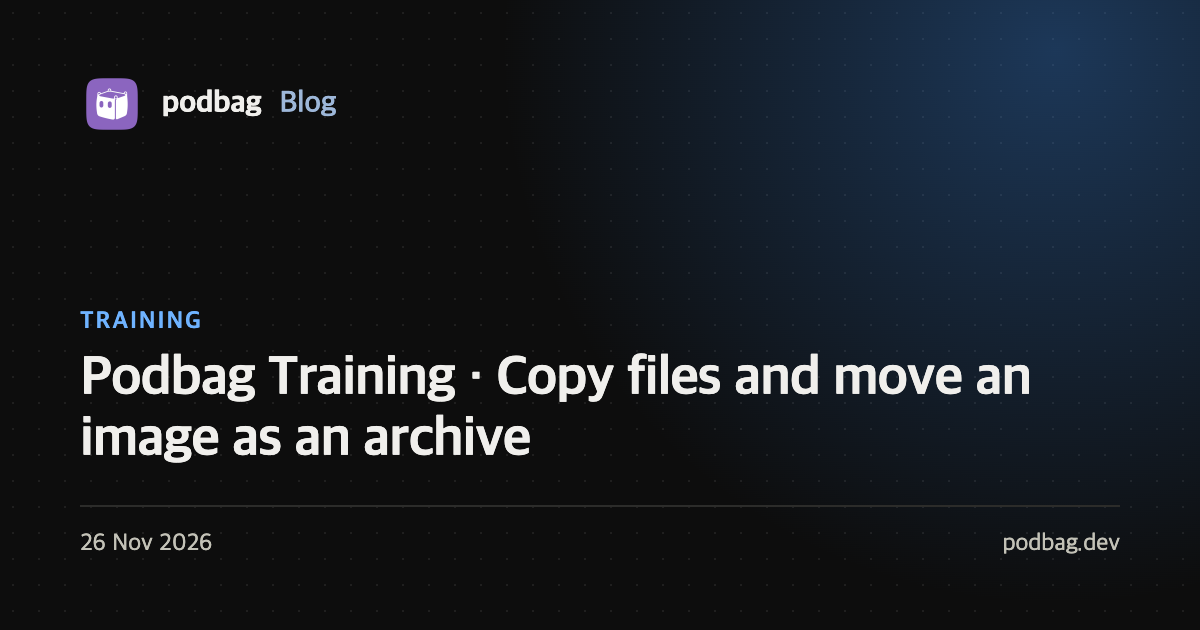 podbag Blog
TRAINING
Podbag Training · Copy files and move an
image as an archive
26 Nov 2026
podbag.dev